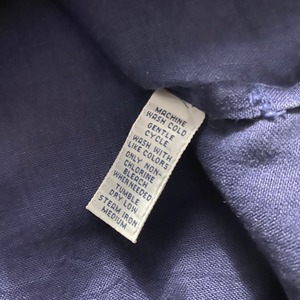 MACHINE
WASH COLD
GENTLE
CYCLE.
WASH WITH
LIKE COLORS
ONLY NON-
CHLORINE
BLEACH
WHEN NEEDED.
TUMBLE
DRY LOW
STEAM IRON
MEDIUM